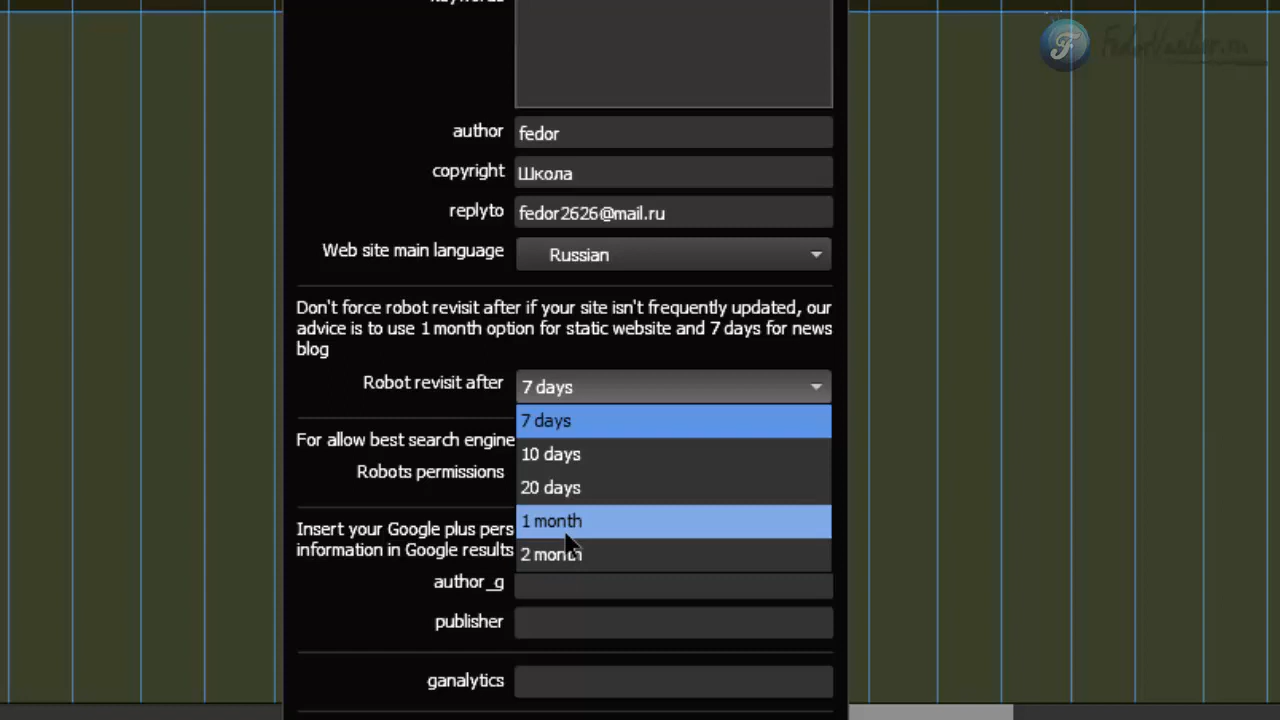 author
fedor
copyright
Школа
replyto
fedor2626@mail.ru
Web site main language
Russian
Don't force robot revisit after if your site isn't frequently updated, our
advice is to use 1 month option for static website and 7 days for news
blog
Robot revisit after
7 days
7 days
10 days
20 days
1 month
2 month
For allow best search engine
Robots permissions
Insert your Google plus pers
information in Google results
author_g
publisher
ganalytics